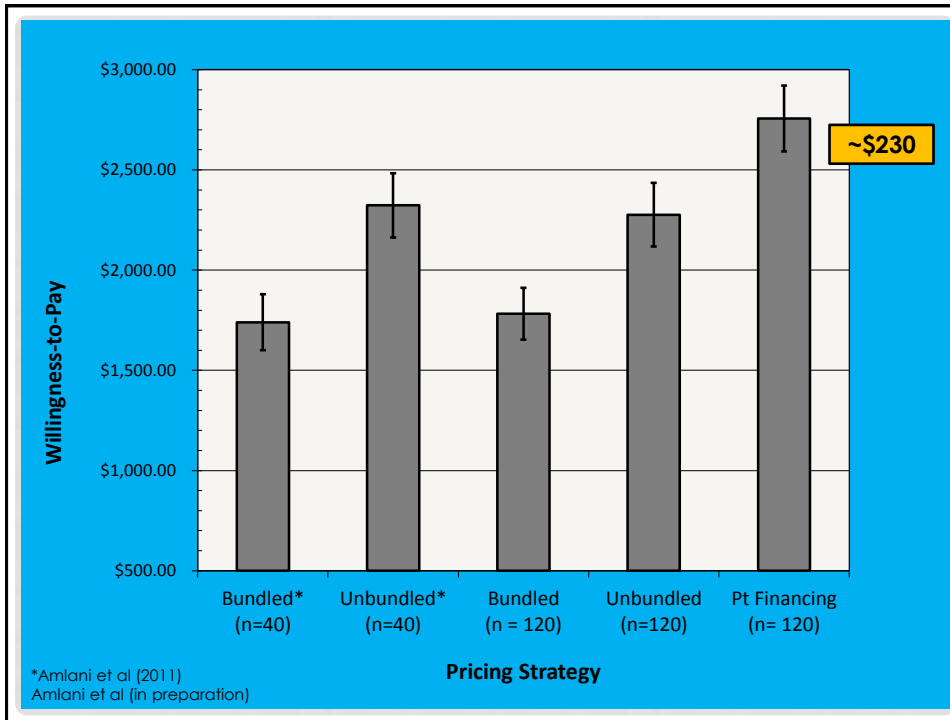 $3,000.00
$2,500.00
$2,000.00
$1,500.00
$1,000.00
$500.00
Willingness-to-Pay
~$230
Bundled*
(n=40)
Unbundled*
(n=40)
Bundled
(n = 120)
Unbundled
(n=120)
Pt Financing
(n= 120)
Pricing Strategy
*Amlani et al (2011)
Amlani et al (in preparation)